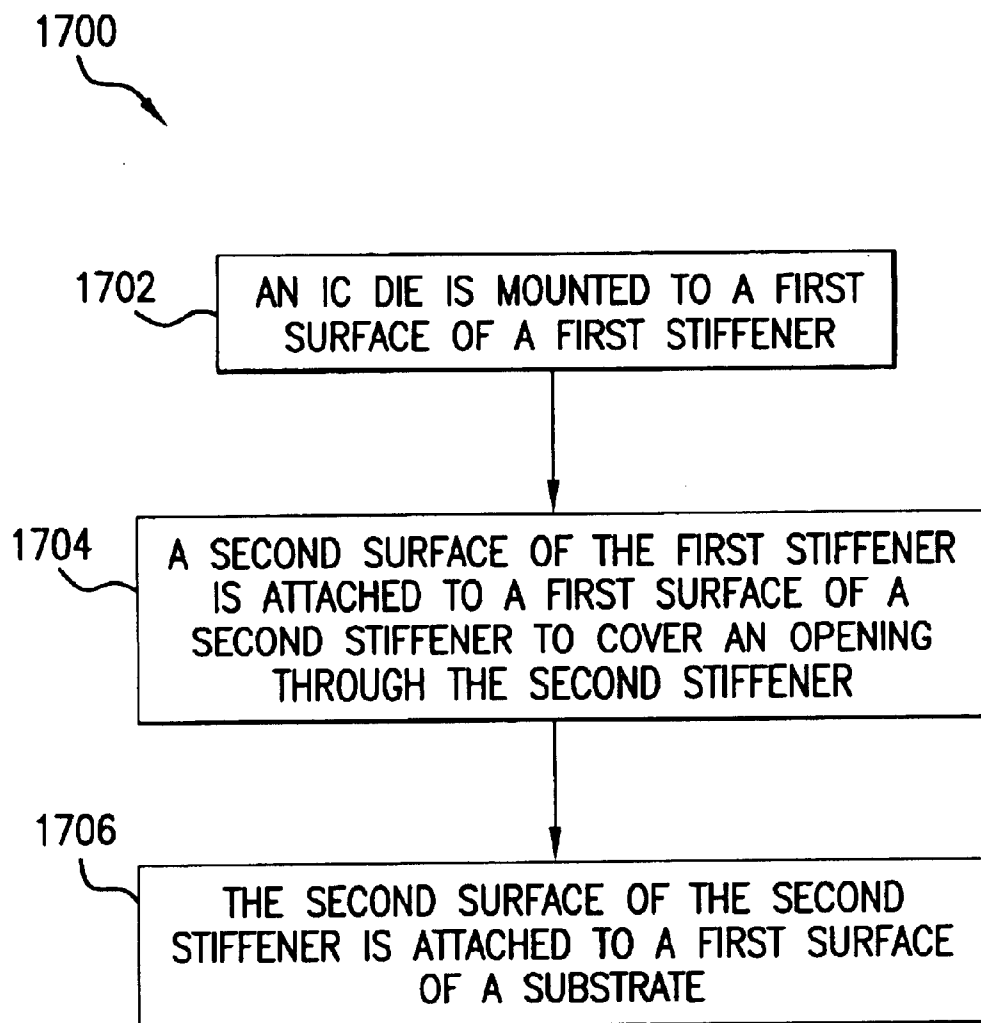 1700
1702
AN IC DIE IS MOUNTED TO A FIRST
SURFACE OF A FIRST STIFFENER
1704
A SECOND SURFACE OF THE FIRST STIFFENER
IS ATTACHED TO A FIRST SURFACE OF A
SECOND STIFFENER TO COVER AN OPENING
THROUGH THE SECOND STIFFENER
1706
THE SECOND SURFACE OF THE SECOND
STIFFENER IS ATTACHED TO A FIRST SURFACE
OF A SUBSTRATE